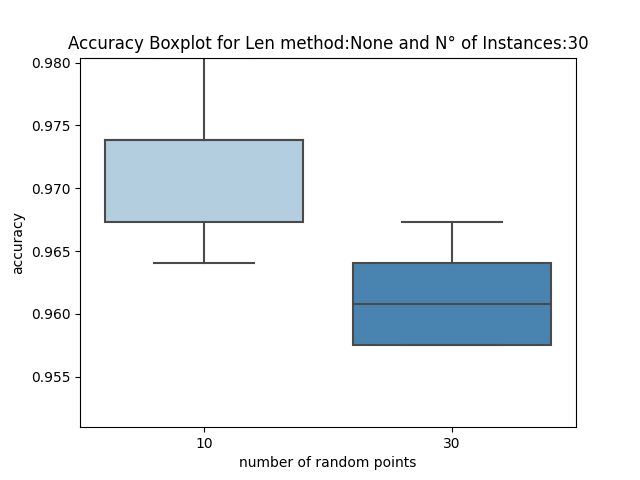 Accuracy Boxplot for Len method:None and N° of Instances:30
0.980
0.975
0.970
0.965
0.960
0.955
accuracy
10
30
number of random points